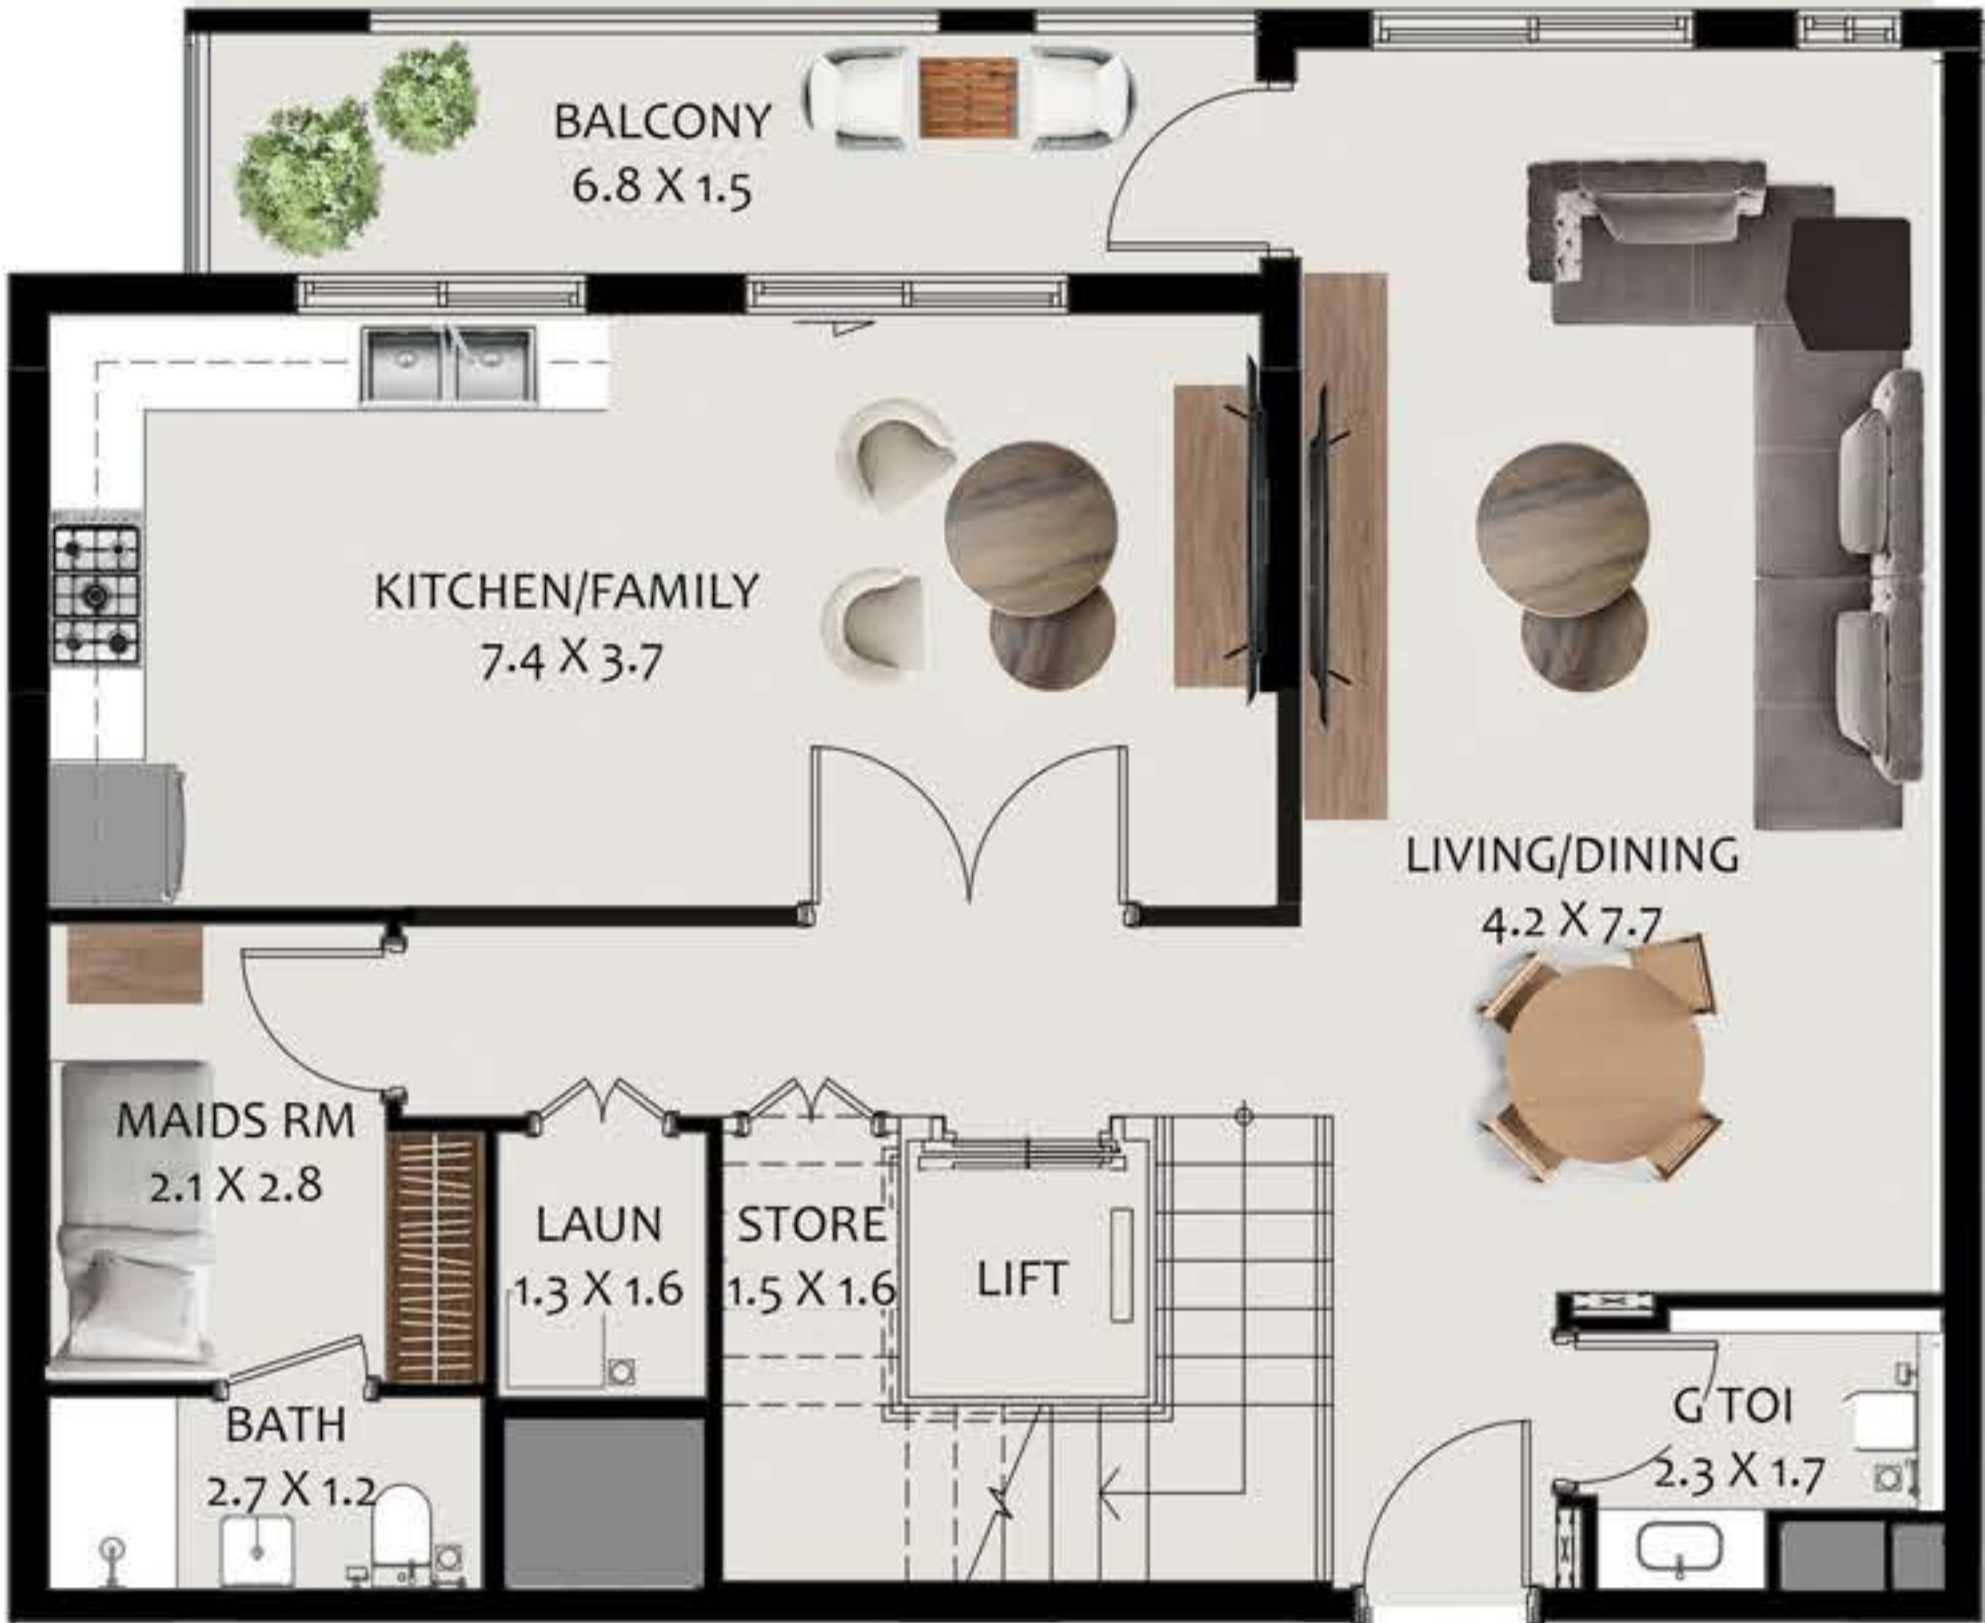 BALCONY
6.8 X 1.5
KITCHEN/FAMILY
7.4 X 3.7
LIVING/DINING
4.2 X 7.7
MAIDS RM
2.1 X 2.8
LAUN
1.3 X 1.6
STORE
1.5 X 1.6
LIFT
BATH
2.7 X 1.2
G TOI
2.3 X 1.7